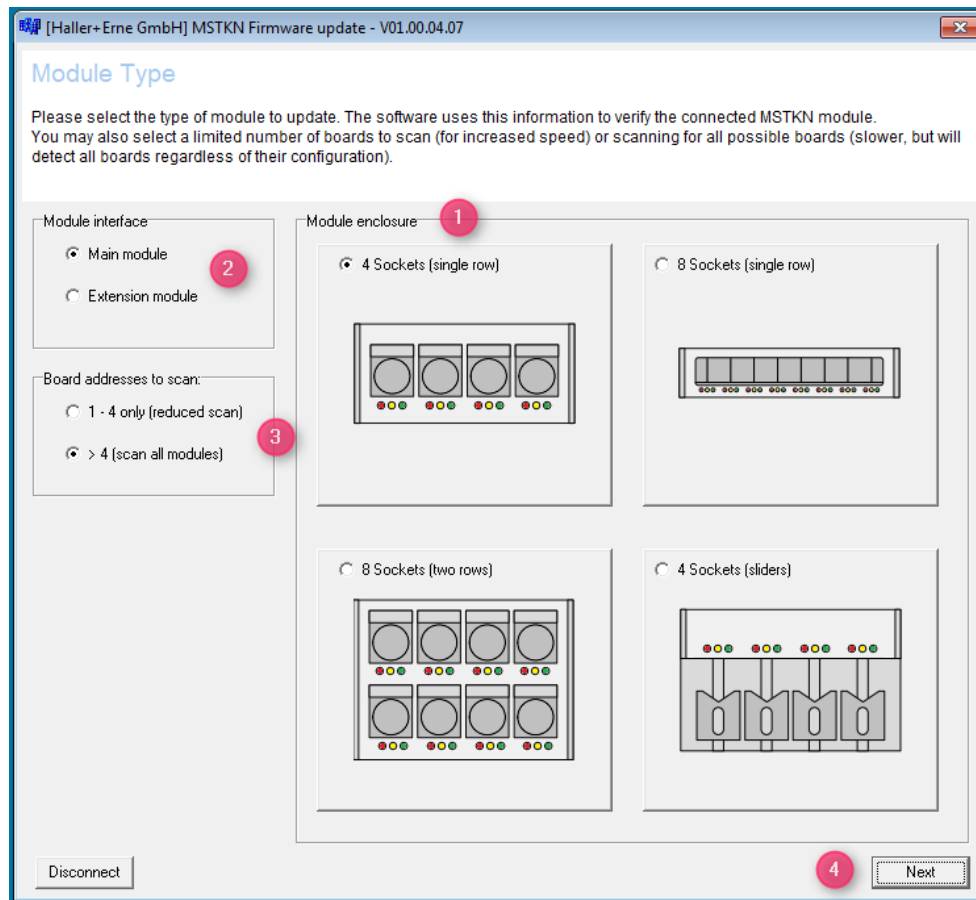 [Haller+Erne GmbH] MSTKN Firmware update - V01.00.04.07
Module Type
Please select the type of module to update. The software uses this information to verify the connected MSTKN module.
You may also select a limited number of boards to scan (for increased speed) or scanning for all possible boards (slower, but will
detect all boards regardless of their configuration).
Module interface
Main module
2
Extension module
Board addresses to scan:
1 - 4 only (reduced scan)
3
> 4 (scan all modules)
Module enclosure
1
4 Sockets (single row)
8 Sockets (single row)
8 Sockets (two rows)
4 Sockets (sliders)
Disconnect
4
Next